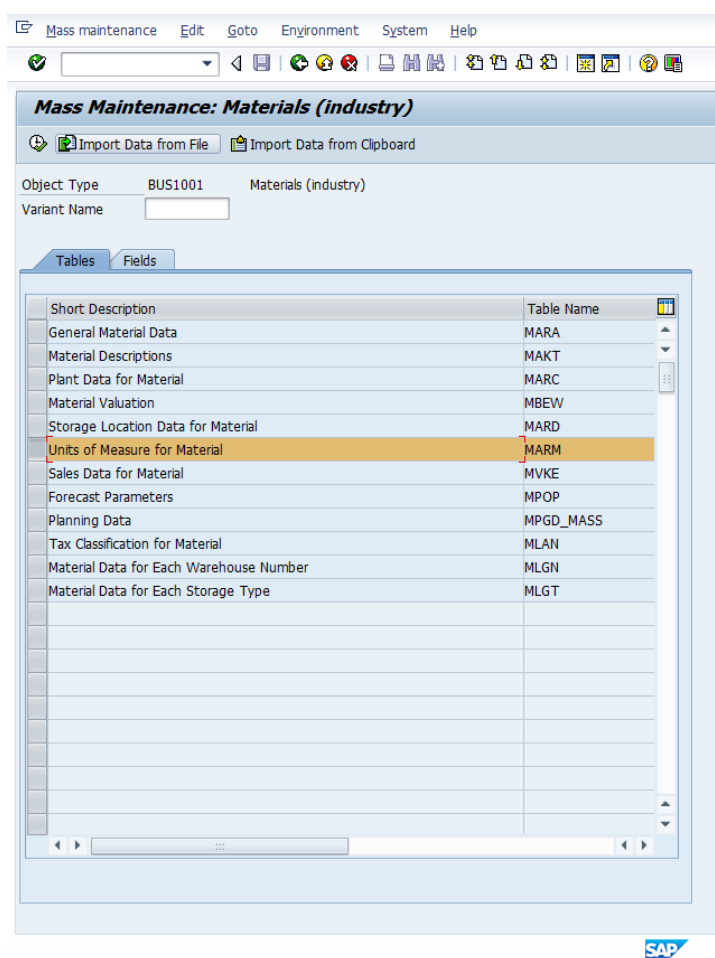 Mass maintenance Edit Goto Environment System Help
Mass Maintenance: Materials (industry)
Import Data from File Import Data from Clipboard
Object Type BUS1001 Materials (industry)
Variant Name
Tables Fields
Short Description Table Name
General Material Data MARA
Material Descriptions MAKT
Plant Data for Material MARC
Material Valuation MBEW
Storage Location Data for Material MARD
Units of Measure for Material MARM
Sales Data for Material MVKE
Forecast Parameters MPOP
Planning Data MPGD_MASS
Tax Classification for Material MLAN
Material Data for Each Warehouse Number MLGN
Material Data for Each Storage Type MLGT
SAP